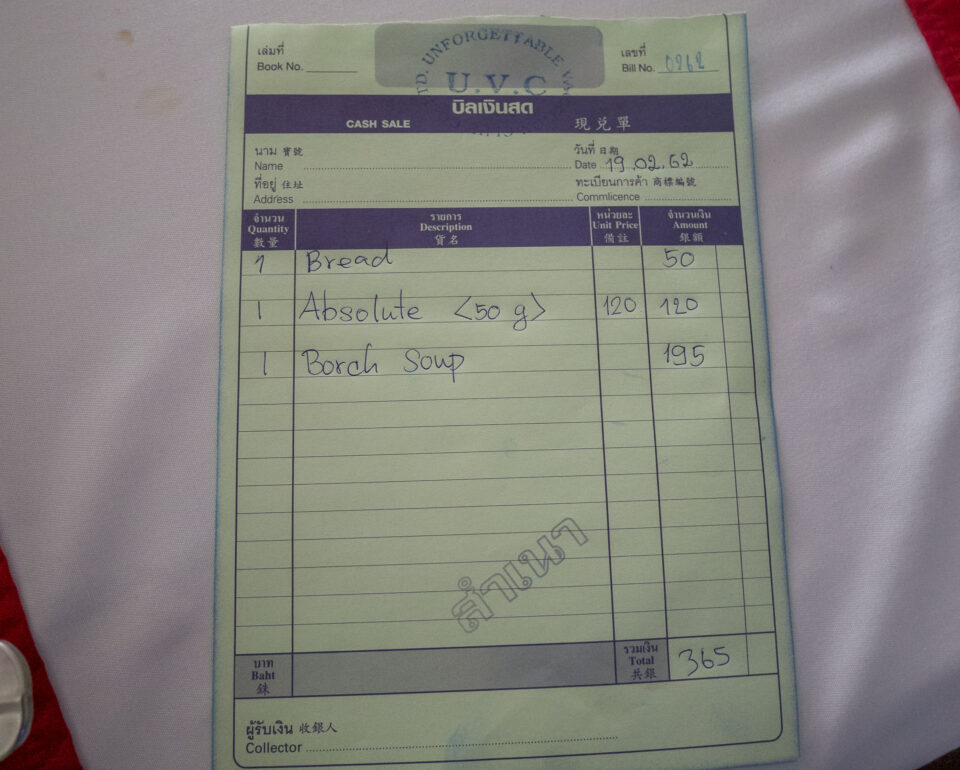 เล่มที่ เลขที่
Book No. Bill No. 0262
TD. UNFORGETTABLE
U.V.C
บิลเงินสด
CASH SALE 現兌單
นาม 寶號 วันที่ 日期
Name Date 19.02.62
ที่อยู่ 住址 ทะเบียนการค้า 商標編號
Address Commlicence
จำนวน รายการ หน่วยละ จำนวนเงิน
Quantity Description Unit Price Amount
數量 貨名 備註 銀額
1 Bread 50
1 Absolute <50 g> 120 120
1 Borch Soup 195
สำเนา
บาท รวมเงิน
Baht Total 365
銖 共銀
ผู้รับเงิน 收銀人
Collector